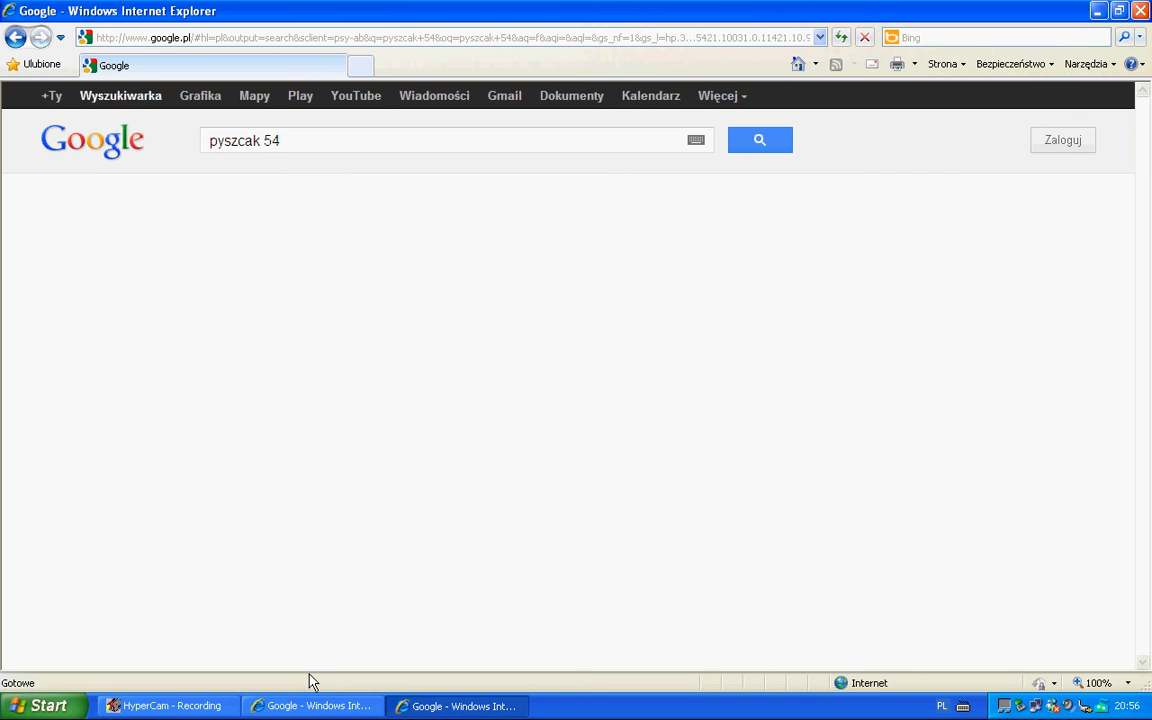 Google - Windows Internet Explorer
http://www.google.pl/#hl=pl&output=search&sclient=psy-ab&q=pyszcak+54&oq=pyszcak+54&aq=f&aqi=&aql=&gs_nf=1&gs_l=hp.3...5421.10031.0.11421.10.9
Bing
Ulubione
Google
Strona
Bezpieczeństwo
Narzędzia
+Ty Wyszukiwarka Grafika Mapy Play YouTube Wiadomości Gmail Dokumenty Kalendarz Więcej
Google
pyszcak 54
Zaloguj
Gotowe
Internet
100%
Start
HyperCam - Recording
Google - Windows Int...
Google - Windows Int...
PL
20:56